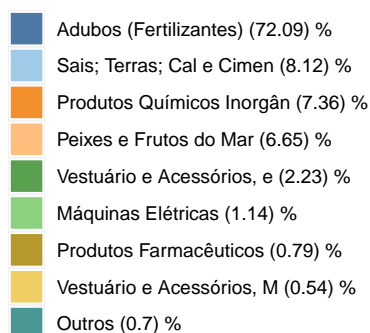 Adubos (Fertilizantes) (72.09) %
Sais; Terras; Cal e Cimen (8.12) %
Produtos Químicos Inorgân (7.36) %
Peixes e Frutos do Mar (6.65) %
Vestuário e Acessórios, e (2.23) %
Máquinas Elétricas (1.14) %
Produtos Farmacêuticos (0.79) %
Vestuário e Acessórios, M (0.54) %
Outros (0.7) %